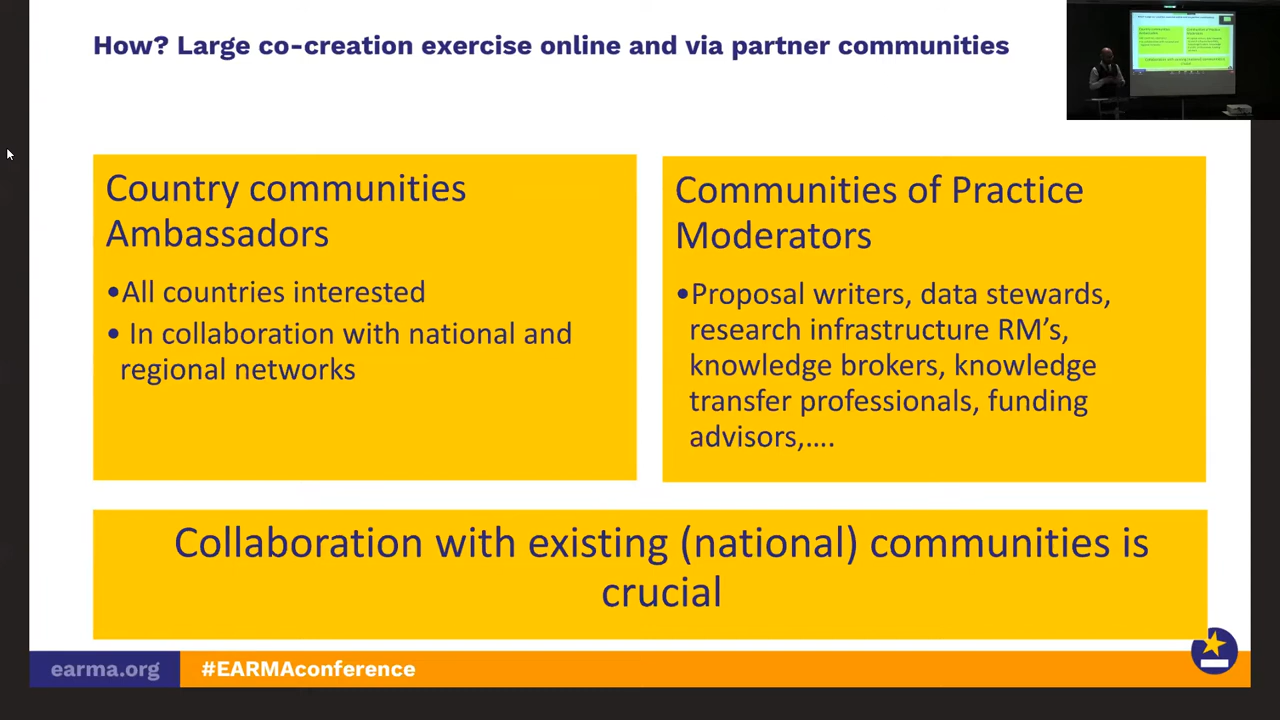 How? Large co-creation exercise online and via partner communities
Country communities
Ambassadors
•All countries interested
• In collaboration with national and
regional networks
Communities of Practice
Moderators
•Proposal writers, data stewards,
research infrastructure RM’s,
knowledge brokers, knowledge
transfer professionals, funding
advisors,….
Collaboration with existing (national) communities is
crucial
earma.org
#EARMAconference